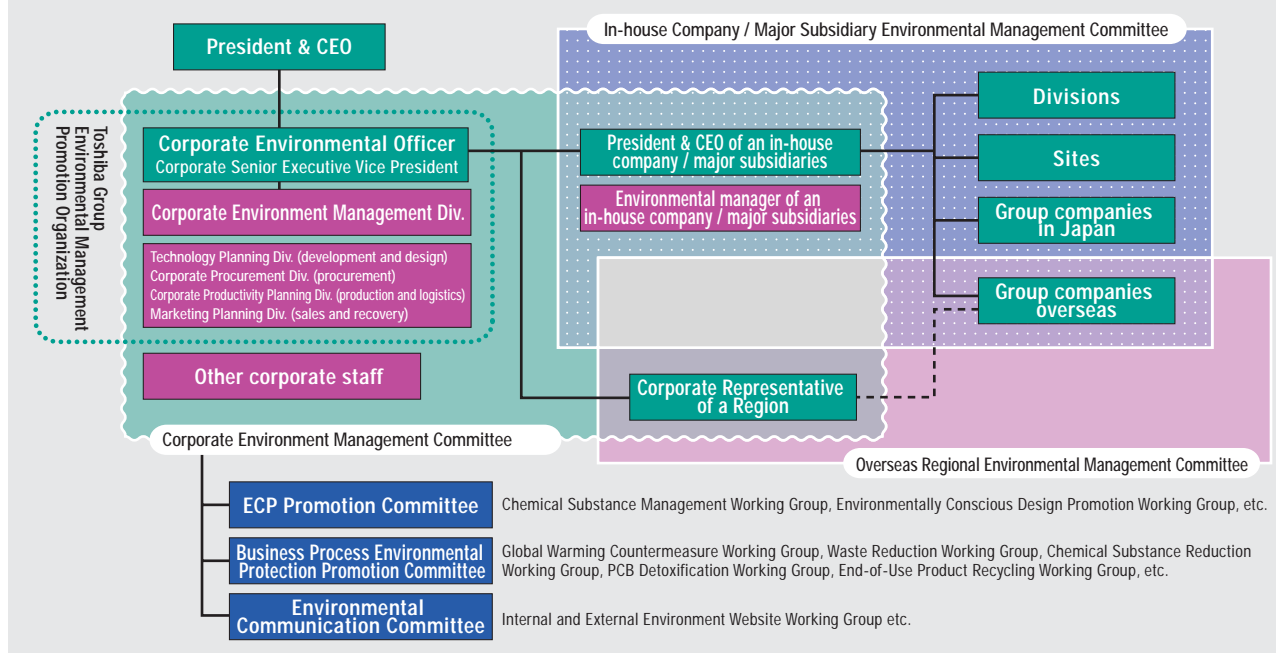 President & CEO
In-house Company / Major Subsidiary Environmental Management Committee
Toshiba Group
Environmental Management
Promotion Organization
Corporate Environmental Officer
Corporate Senior Executive Vice President
Corporate Environment Management Div.
Technology Planning Div. (development and design)
Corporate Procurement Div. (procurement)
Corporate Productivity Planning Div. (production and logistics)
Marketing Planning Div. (sales and recovery)
Other corporate staff
President & CEO of an in-house
company / major subsidiaries
Environmental manager of an
in-house company / major subsidiaries
Divisions
Sites
Group companies
in Japan
Group companies
overseas
Corporate Representative
of a Region
Corporate Environment Management Committee
Overseas Regional Environmental Management Committee
ECP Promotion Committee
Chemical Substance Management Working Group, Environmentally Conscious Design Promotion Working Group, etc.
Business Process Environmental
Protection Promotion Committee
Global Warming Countermeasure Working Group, Waste Reduction Working Group, Chemical Substance Reduction
Working Group, PCB Detoxification Working Group, End-of-Use Product Recycling Working Group, etc.
Environmental
Communication Committee
Internal and External Environment Website Working Group etc.